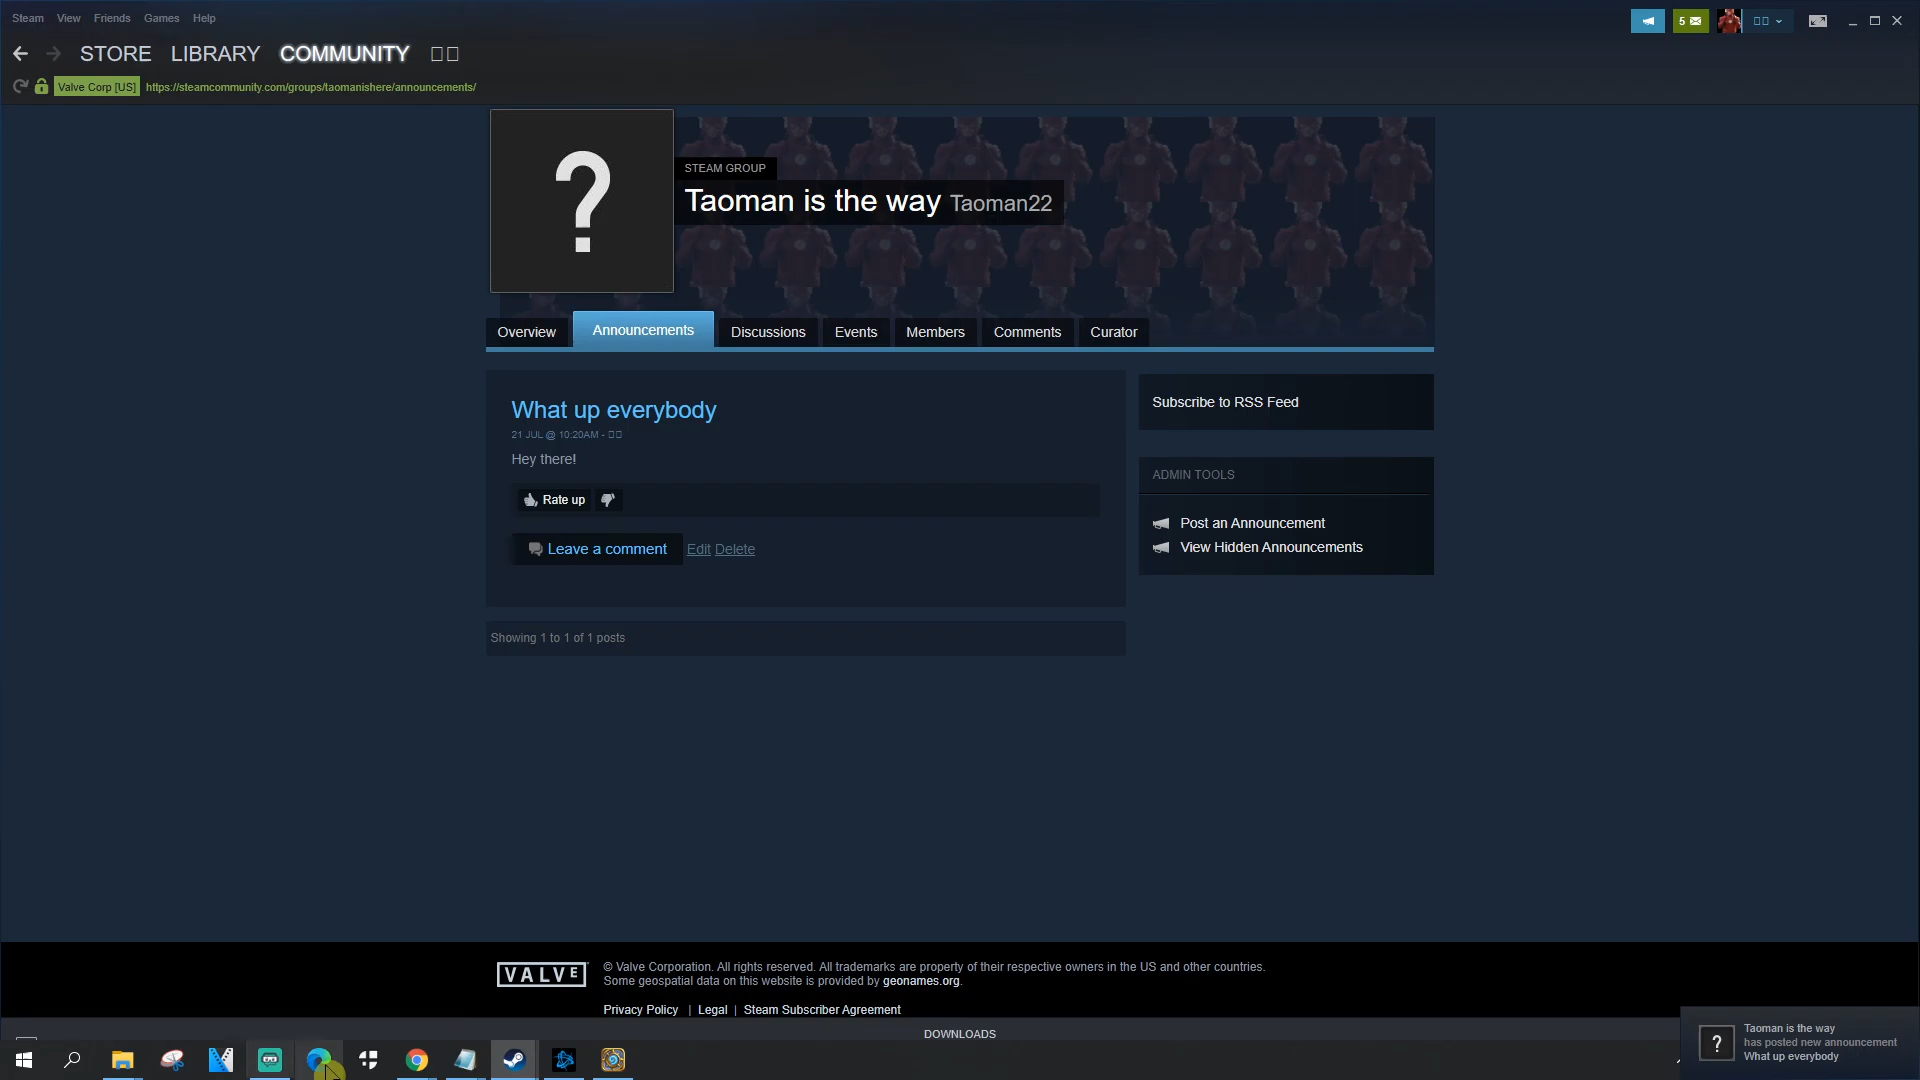 Steam View Friends Games Help
5
STORE LIBRARY COMMUNITY
Valve Corp [US] https://steamcommunity.com/groups/taomanishere/announcements/
?
STEAM GROUP
Taoman is the way Taoman22
Overview Announcements Discussions Events Members Comments Curator
What up everybody
21 JUL @ 10:20AM -
Hey there!
Rate up
Leave a comment Edit Delete
Showing 1 to 1 of 1 posts
Subscribe to RSS Feed
ADMIN TOOLS
Post an Announcement
View Hidden Announcements
VALVE
© Valve Corporation. All rights reserved. All trademarks are property of their respective owners in the US and other countries.
Some geospatial data on this website is provided by geonames.org.
Privacy Policy | Legal | Steam Subscriber Agreement
DOWNLOADS
?
Taoman is the way
has posted new announcement
What up everybody